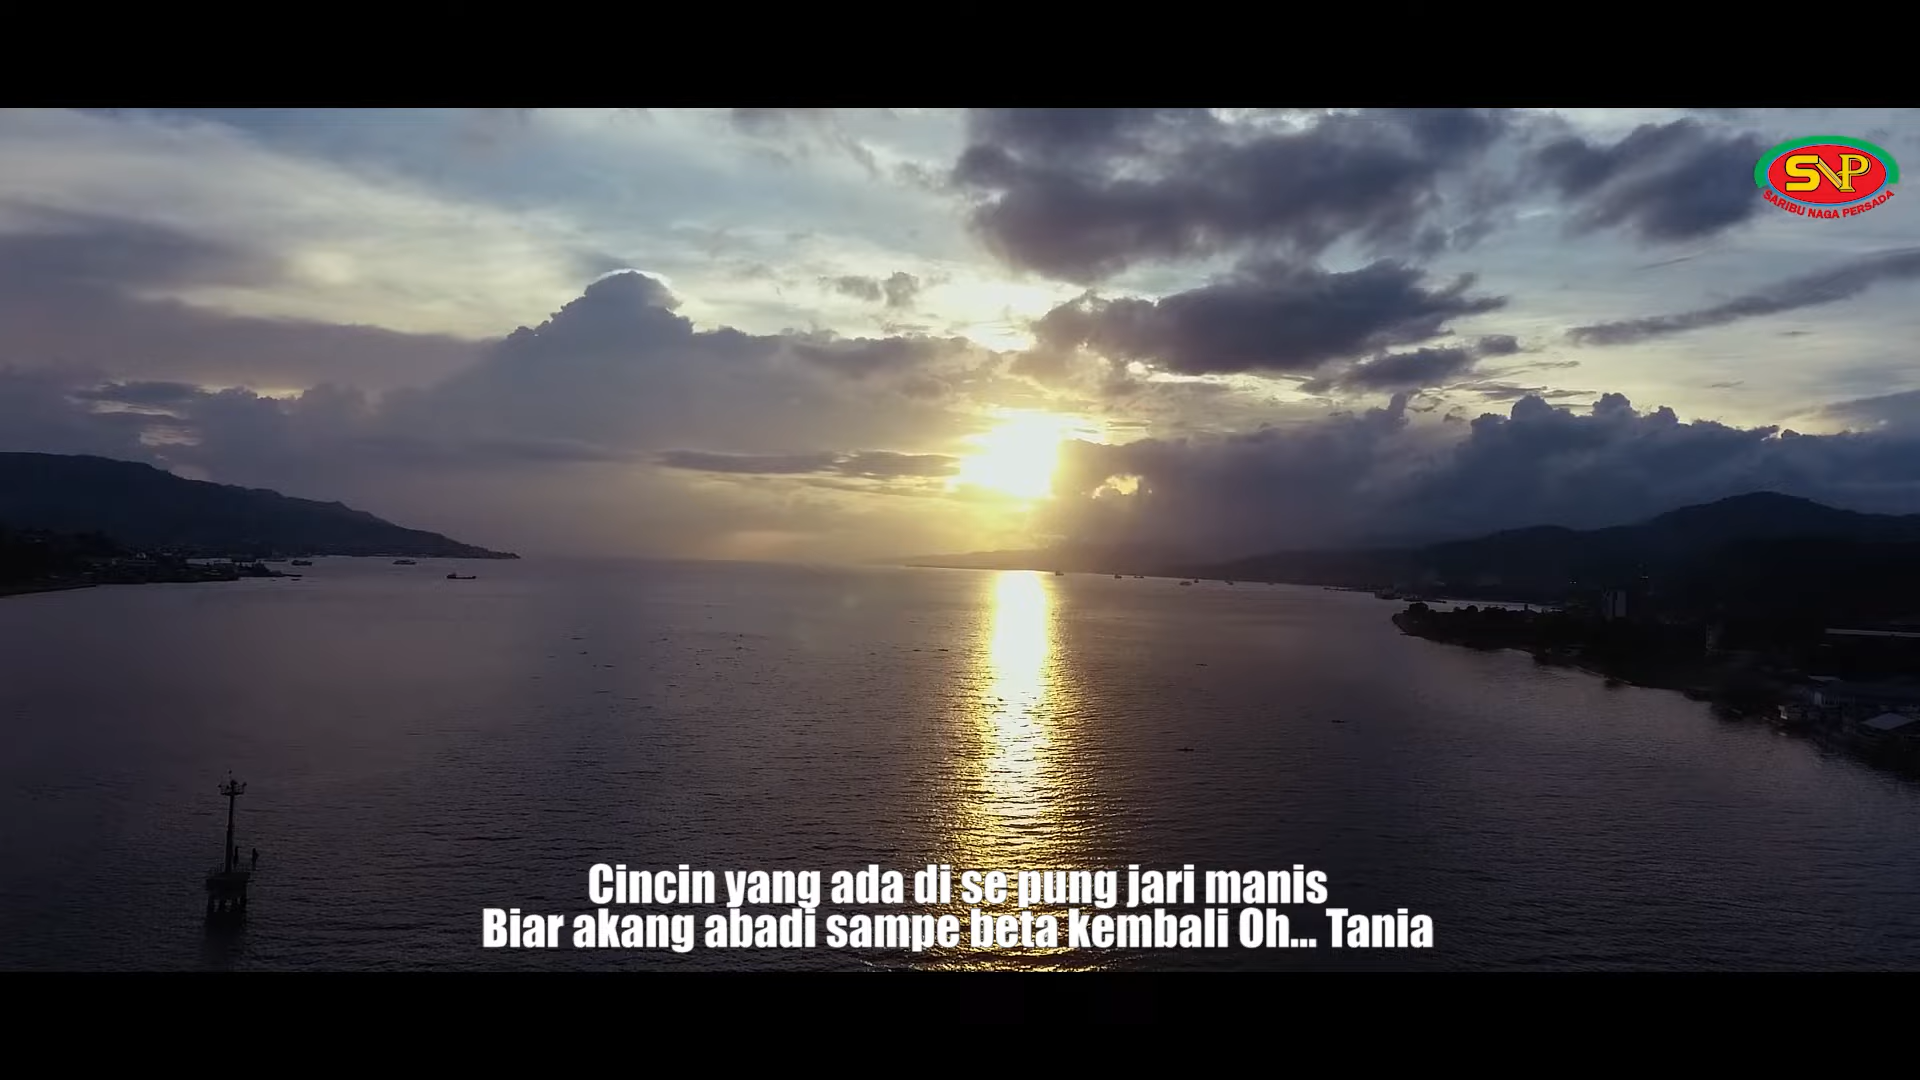 SNP
SARIBU NAGA PERSADA
Cincin yang ada di se pung jari manis
Biar akang abadi sampe beta kembali Oh... Tania